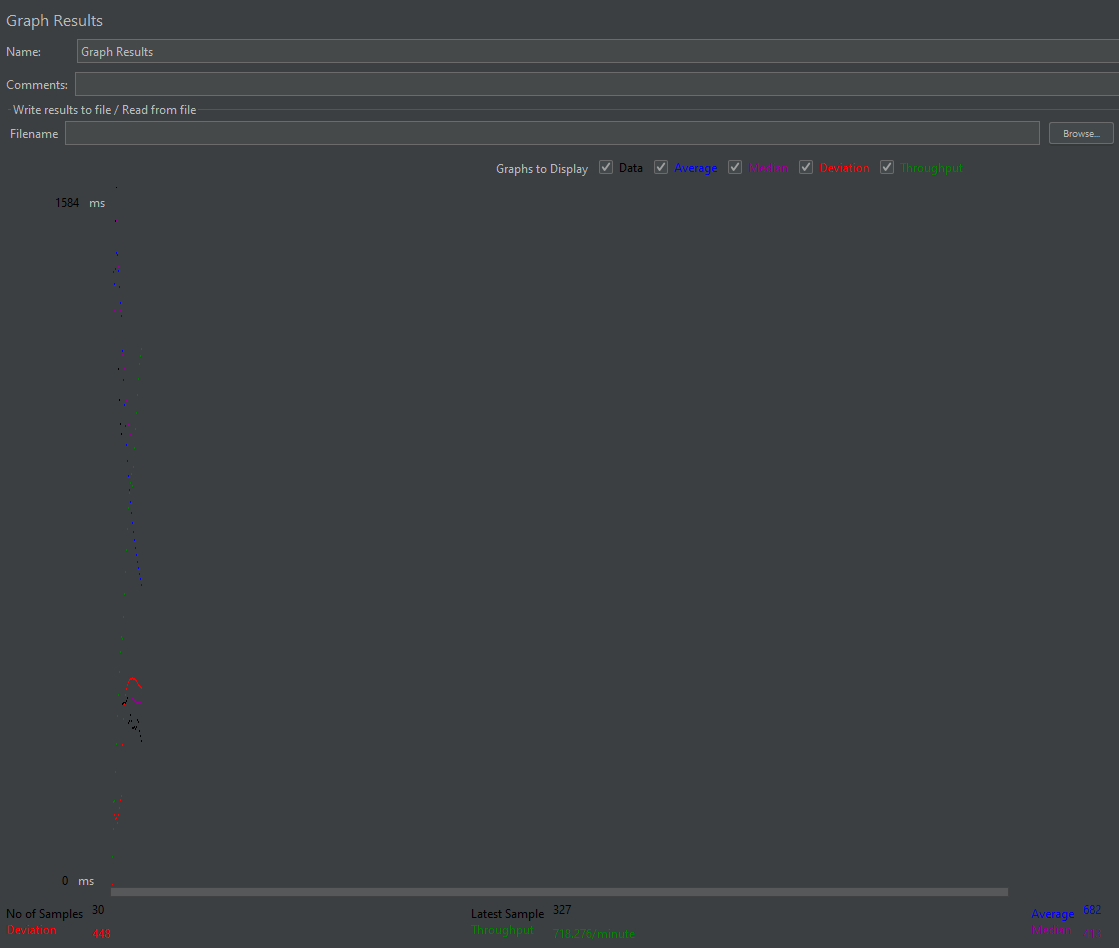 Graph Results
Name: Graph Results
Comments:
Write results to file / Read from file
Filename Browse...
Graphs to Display Data Average Median Deviation Throughput
1584 ms
0 ms
No of Samples 30 Latest Sample 327 Average 682
Deviation 448 Throughput 718.276/minute Median